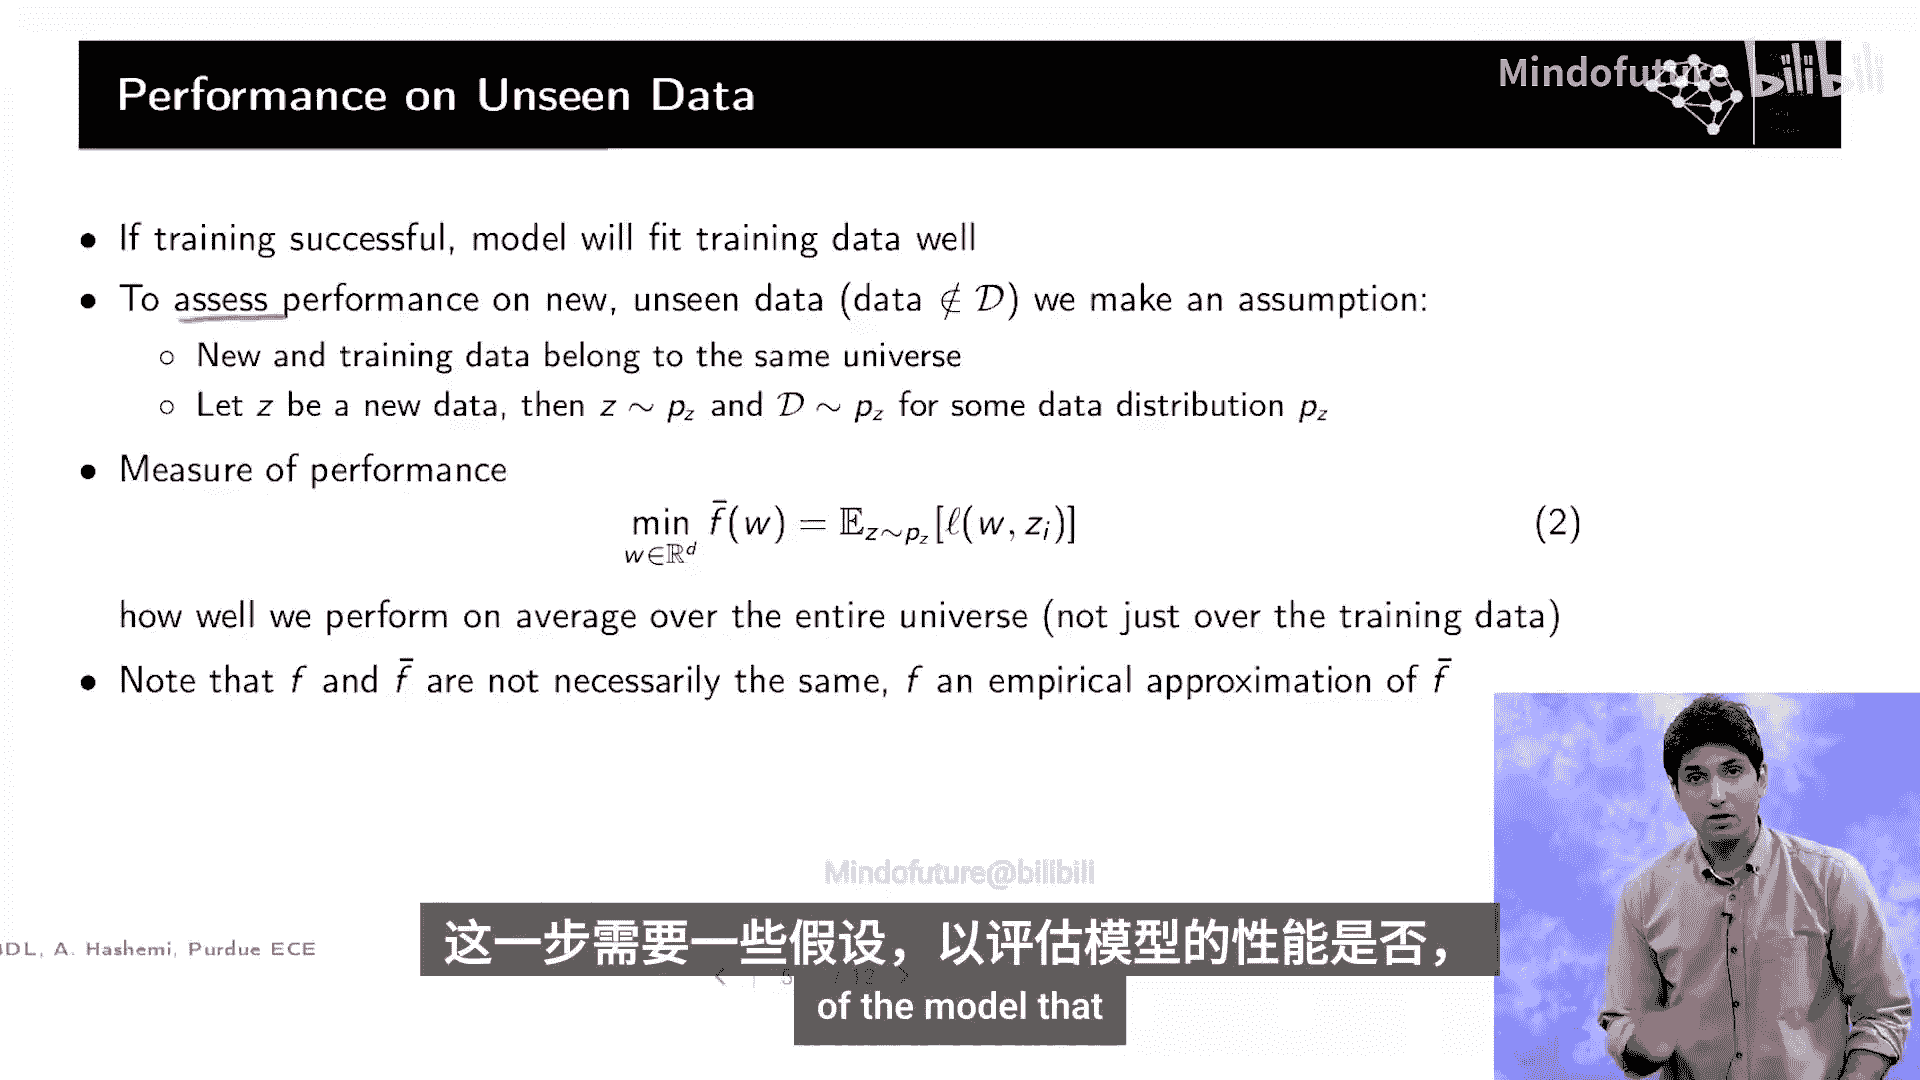 Performance on Unseen Data
Mindofuture bilibili
• If training successful, model will fit training data well
• To assess performance on new, unseen data (data ∉ 𝒟) we make an assumption:
○ New and training data belong to the same universe
○ Let z be a new data, then z ∼ p_z and 𝒟 ∼ p_z for some data distribution p_z
• Measure of performance
min_{w∈ℝ^d} f̄(w) = 𝔼_{z∼p_z}[ℓ(w, z_i)] (2)
how well we perform on average over the entire universe (not just over the training data)
• Note that f and f̄ are not necessarily the same, f an empirical approximation of f̄
Mindofuture@bilibili
这一步需要一些假设，以评估模型的性能是否，
DL, A. Hashemi, Purdue ECE
5 / 12
of the model that